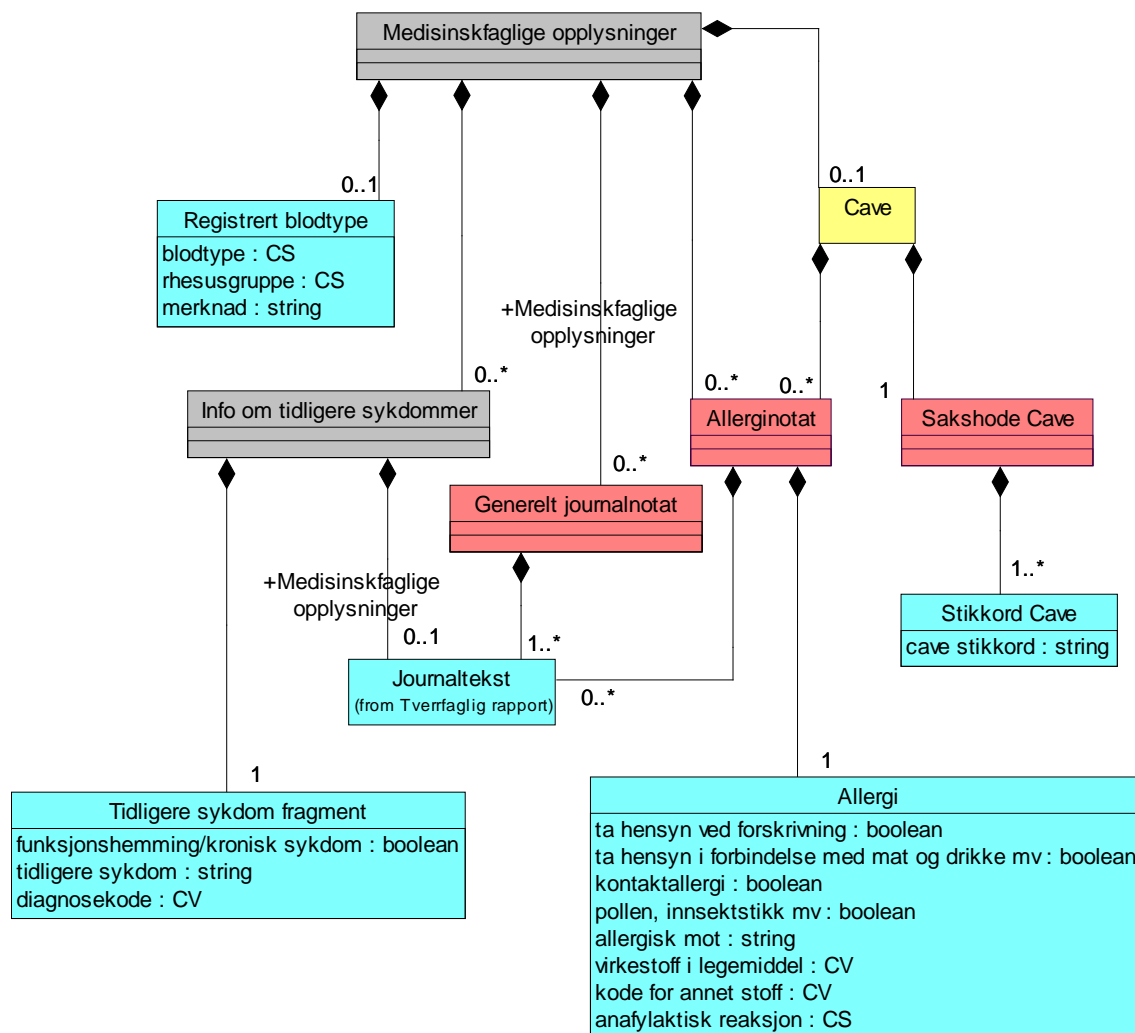 Medisinskfaglige opplysninger
0..1
0..1
Cave
Registrert blodtype
blodtype : CS
rhesusgruppe : CS
merknad : string
+Medisinskfaglige
opplysninger
0..*
0..*
0..*
1
Info om tidligere sykdommer
Allerginotat
Sakshode Cave
0..*
Generelt journalnotat
+Medisinskfaglige
opplysninger
0..1
1..*
1..*
Stikkord Cave
cave stikkord : string
Journaltekst
(from Tverrfaglig rapport)
0..*
1
1
Tidligere sykdom fragment
funksjonshemming/kronisk sykdom : boolean
tidligere sykdom : string
diagnosekode : CV
Allergi
ta hensyn ved forskrivning : boolean
ta hensyn i forbindelse med mat og drikke mv : boolean
kontaktallergi : boolean
pollen, innsektstikk mv : boolean
allergisk mot : string
virkestoff i legemiddel : CV
kode for annet stoff : CV
anafylaktisk reaksjon : CS